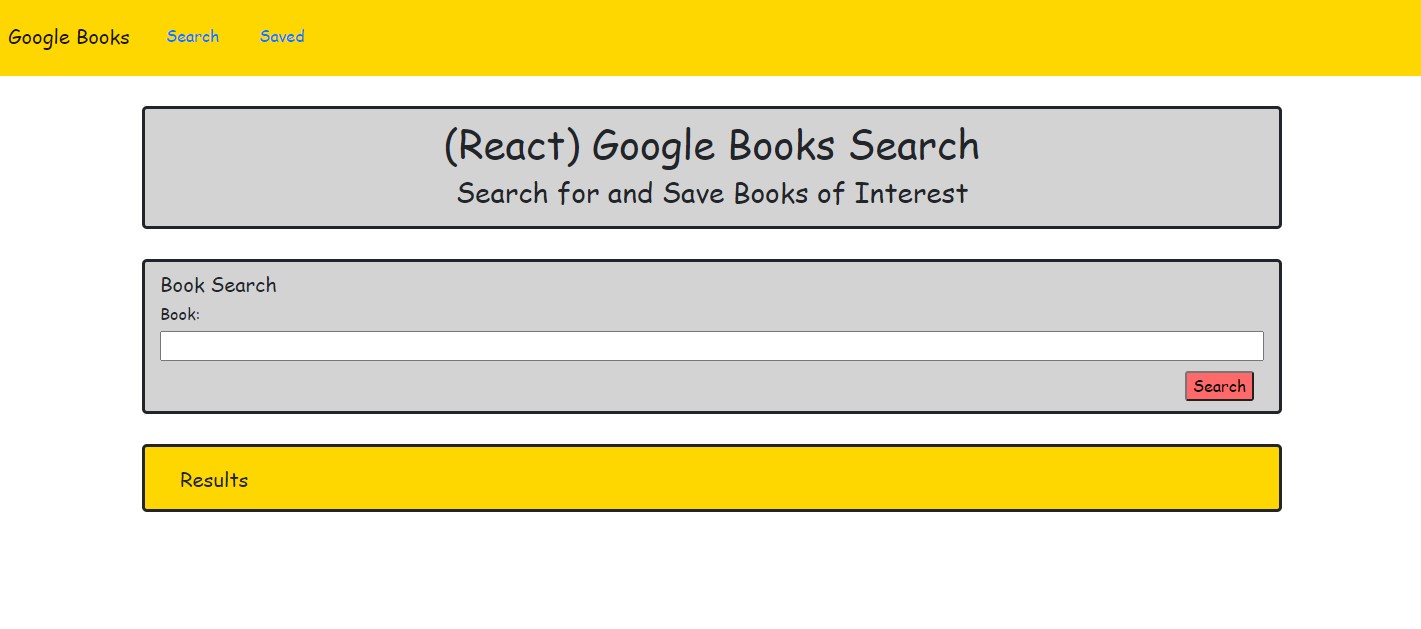 Google Books Search Saved
(React) Google Books Search
Search for and Save Books of Interest
Book Search
Book:
Search
Results